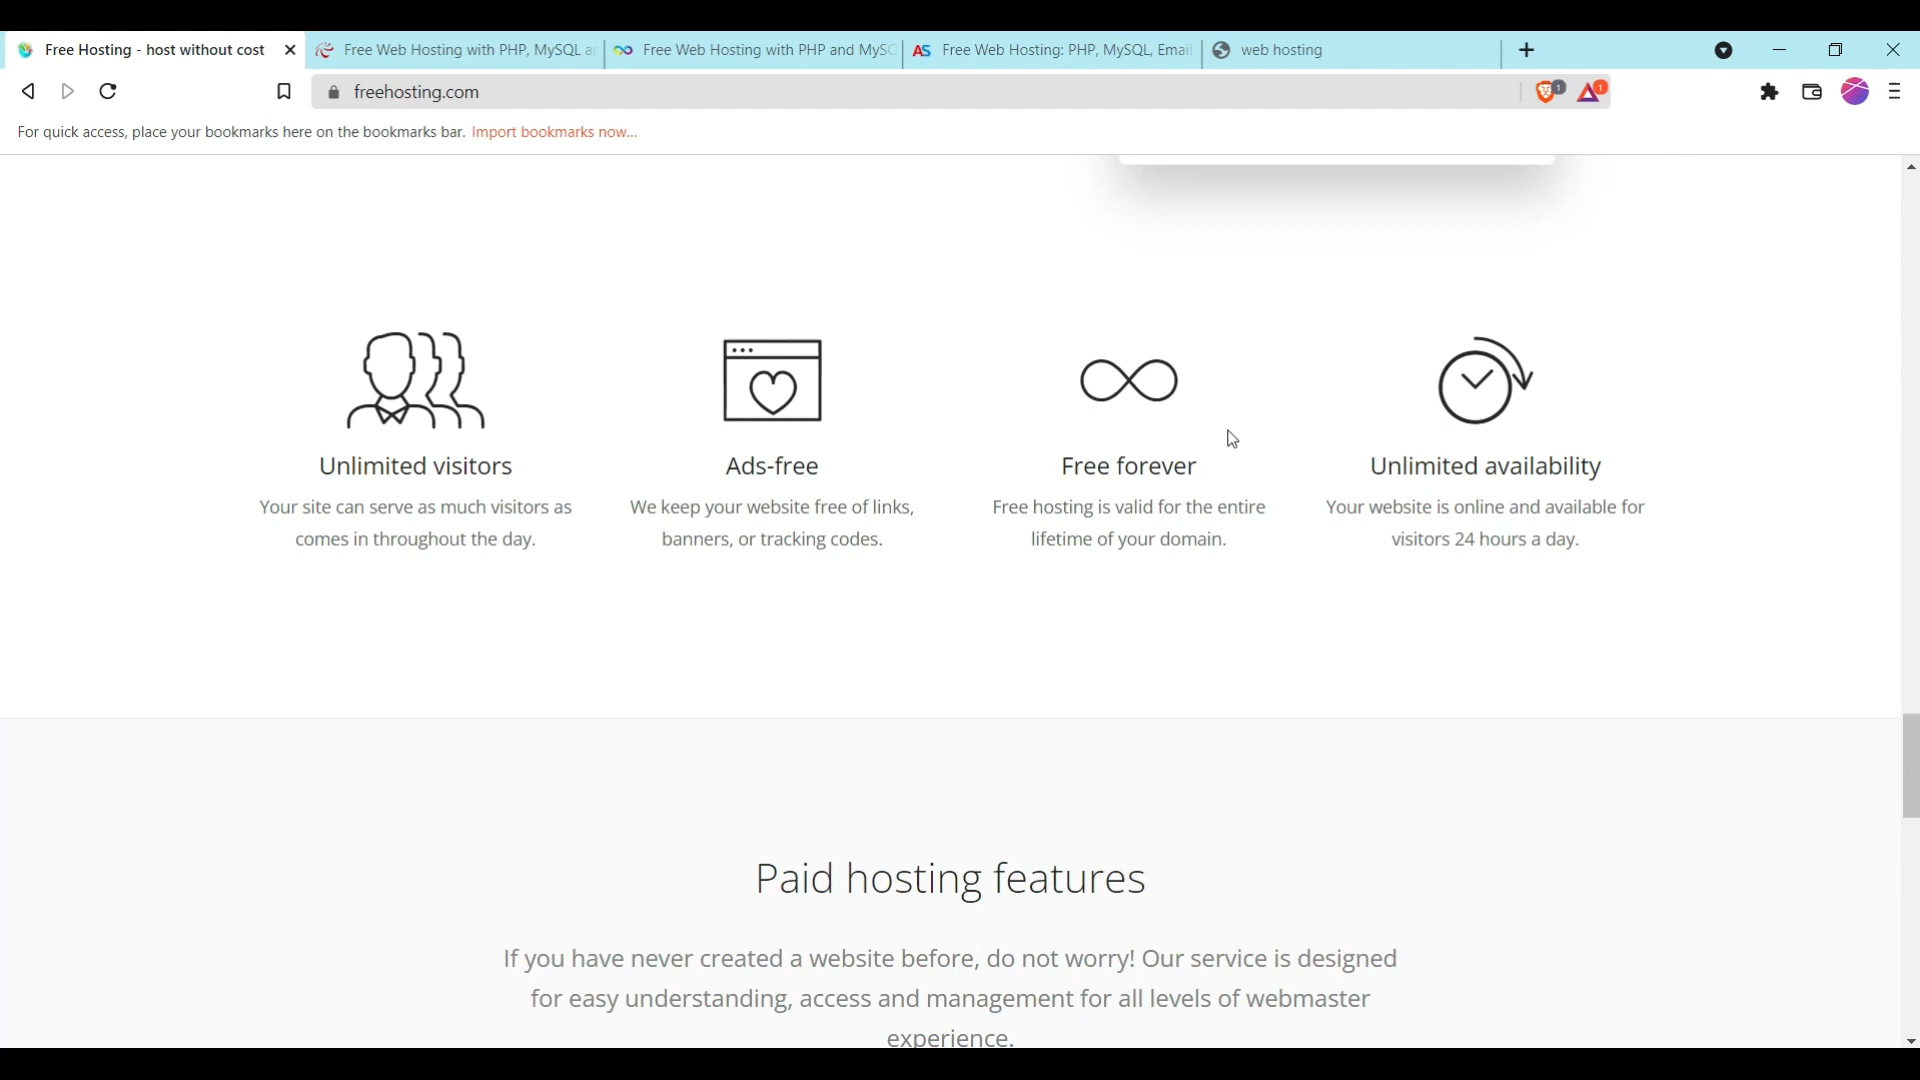 Free Hosting - host without cost
Free Web Hosting with PHP, MySQL a
Free Web Hosting with PHP and MySQ
AS Free Web Hosting: PHP, MySQL, Email
web hosting
freehosting.com
1
1
For quick access, place your bookmarks here on the bookmarks bar. Import bookmarks now...
Unlimited visitors
Your site can serve as much visitors as
comes in throughout the day.
Ads-free
We keep your website free of links,
banners, or tracking codes.
Free forever
Free hosting is valid for the entire
lifetime of your domain.
Unlimited availability
Your website is online and available for
visitors 24 hours a day.
Paid hosting features
If you have never created a website before, do not worry! Our service is designed
for easy understanding, access and management for all levels of webmaster
experience.